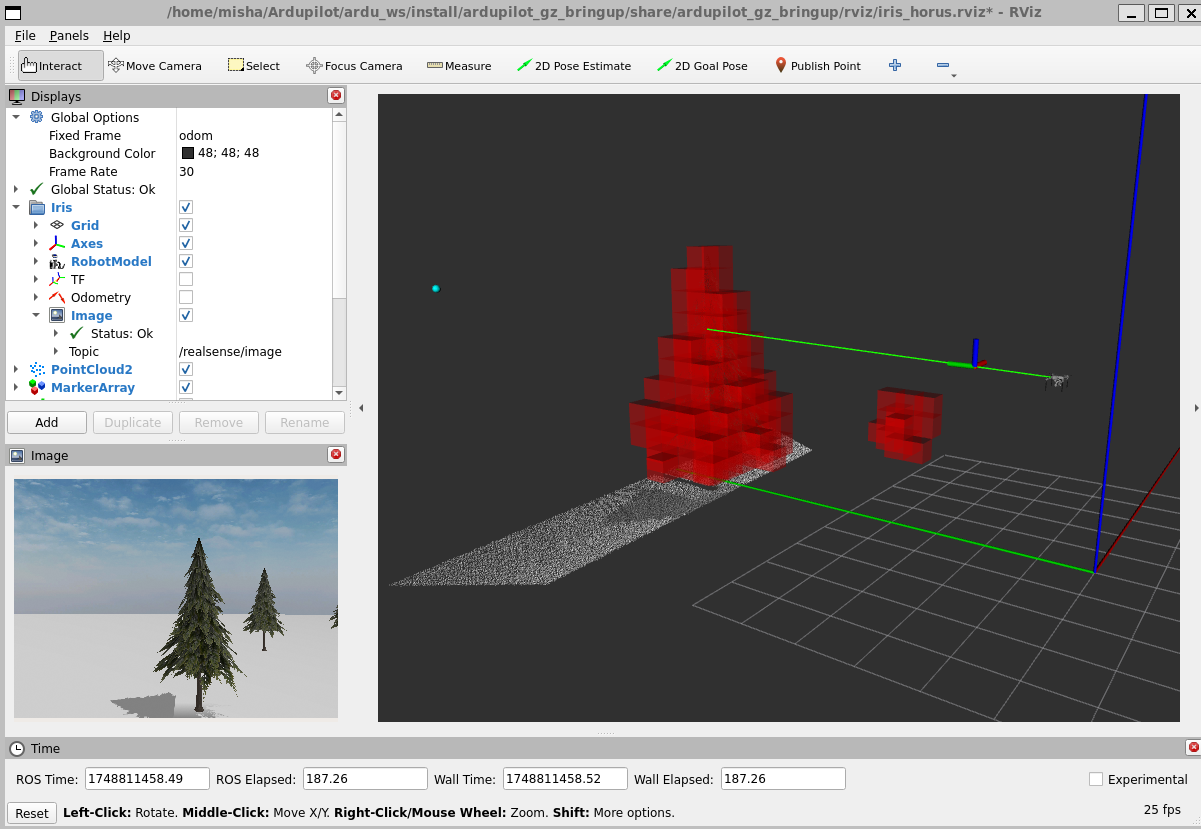 /home/misha/Ardupilot/ardu_ws/install/ardupilot_gz_bringup/share/ardupilot_gz_bringup/rviz/iris_horus.rviz* - RViz
File Panels Help
Interact Move Camera Select Focus Camera Measure 2D Pose Estimate 2D Goal Pose Publish Point
Displays
Global Options
Fixed Frame odom
Background Color 48; 48; 48
Frame Rate 30
Global Status: Ok
Iris
Grid
Axes
RobotModel
TF
Odometry
Image
Status: Ok
Topic /realsense/image
PointCloud2
MarkerArray
Add Duplicate Remove Rename
Image
Time
ROS Time: 1748811458.49 ROS Elapsed: 187.26 Wall Time: 1748811458.52 Wall Elapsed: 187.26 Experimental
Reset Left-Click: Rotate. Middle-Click: Move X/Y. Right-Click/Mouse Wheel: Zoom. Shift: More options. 25 fps